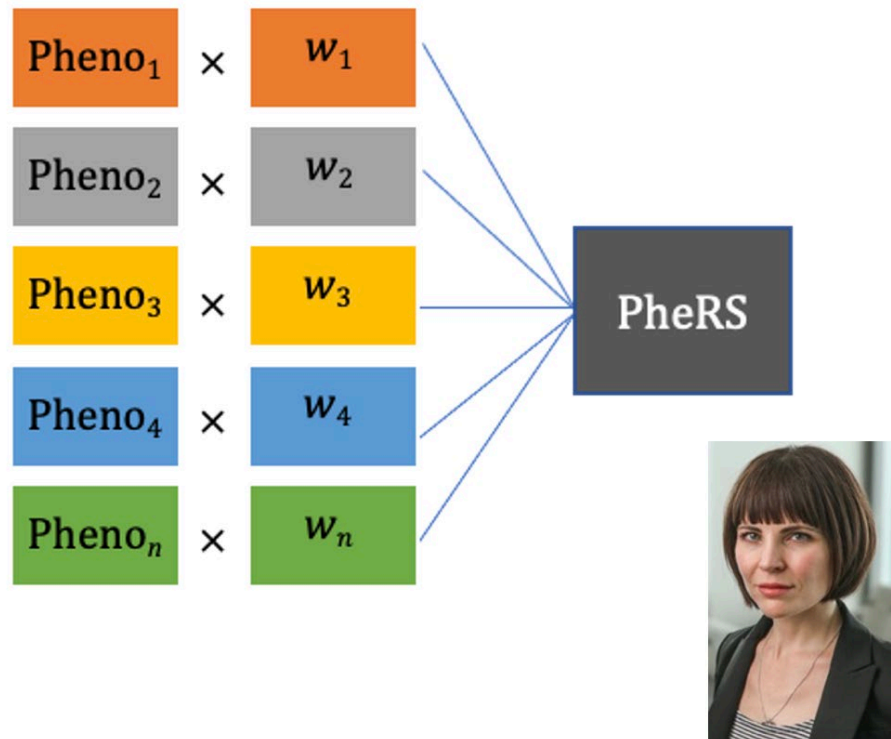 Pheno₁ × w₁
Pheno₂ × w₂
Pheno₃ × w₃
PheRS
Pheno₄ × w₄
Phenoₙ × wₙ